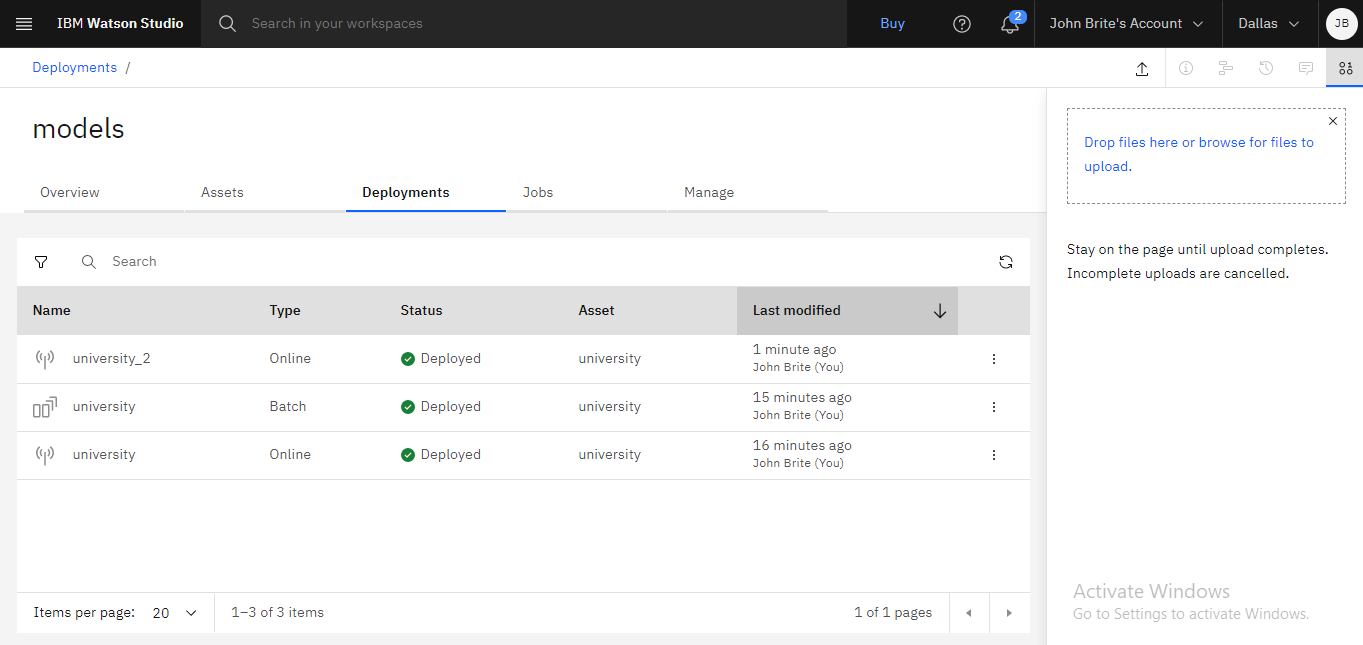 IBM Watson Studio
Search in your workspaces
Buy
2
John Brite's Account
Dallas
JB
Deployments /
models
Drop files here or browse for files to
upload.
Overview Assets Deployments Jobs Manage
Stay on the page until upload completes.
Incomplete uploads are cancelled.
Search
Name Type Status Asset Last modified
university_2 Online Deployed university 1 minute ago
John Brite (You)
university Batch Deployed university 15 minutes ago
John Brite (You)
university Online Deployed university 16 minutes ago
John Brite (You)
Items per page: 20 1–3 of 3 items 1 of 1 pages
Activate Windows
Go to Settings to activate Windows.